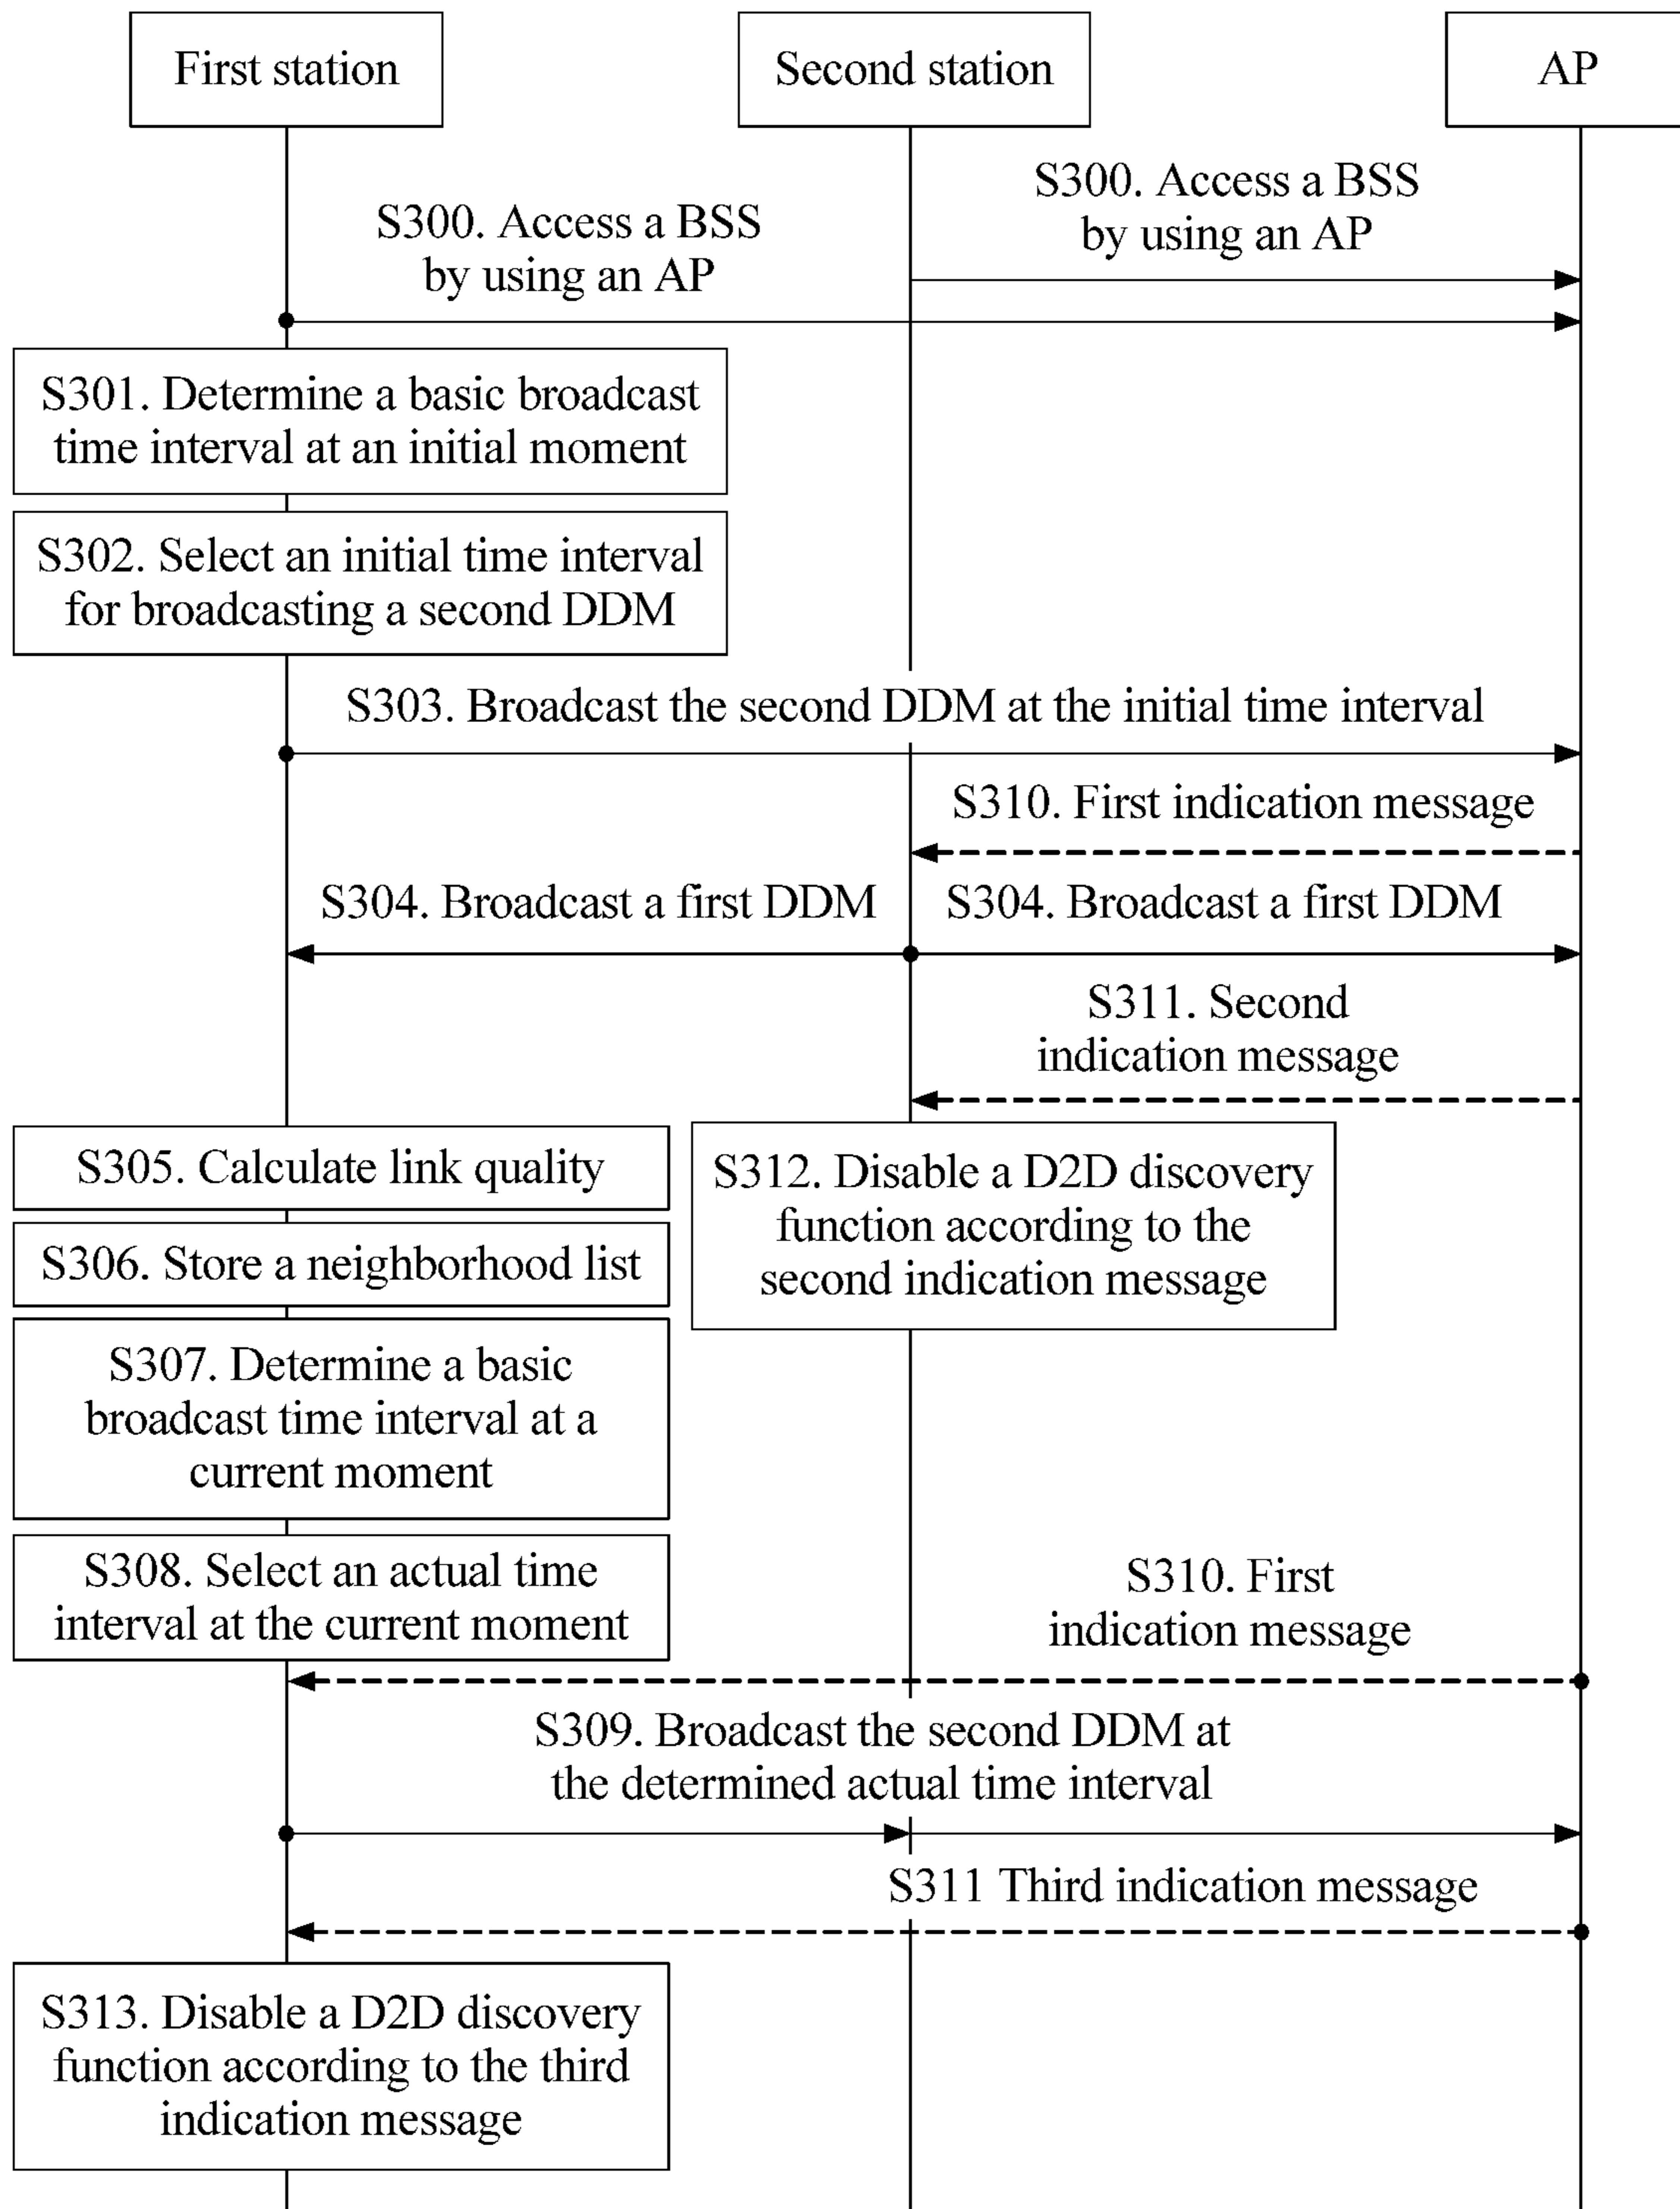 First station
Second station
AP
S300. Access a BSS
by using an AP
S300. Access a BSS
by using an AP
S301. Determine a basic broadcast
time interval at an initial moment
S302. Select an initial time interval
for broadcasting a second DDM
S303. Broadcast the second DDM at the initial time interval
S310. First indication message
S304. Broadcast a first DDM
S304. Broadcast a first DDM
S311. Second
indication message
S305. Calculate link quality
S312. Disable a D2D discovery
function according to the
second indication message
S306. Store a neighborhood list
S307. Determine a basic
broadcast time interval at a
current moment
S308. Select an actual time
interval at the current moment
S310. First
indication message
S309. Broadcast the second DDM at
the determined actual time interval
S311 Third indication message
S313. Disable a D2D discovery
function according to the third
indication message